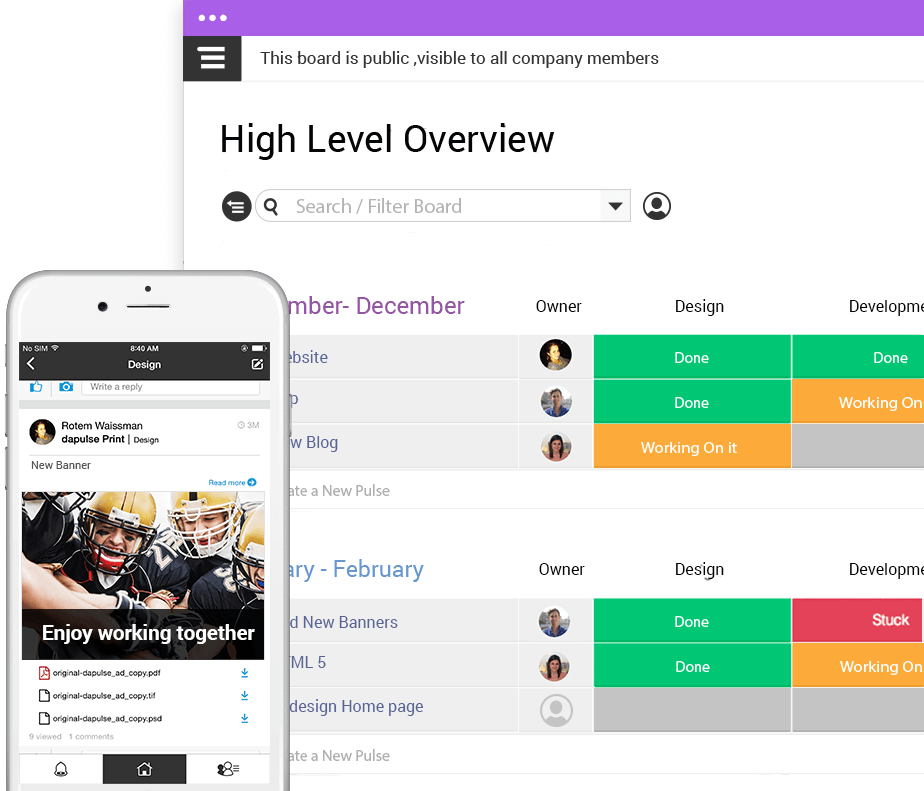 This board is public ,visible to all company members
High Level Overview
Search / Filter Board
mber- December Owner Design Developme
ebsite Done Done
p Done Working On
w Blog Working On it
ate a New Pulse
ary - February Owner Design Developme
d New Banners Done Stuck
TML 5 Done Working On
design Home page
ate a New Pulse
No SIM 8:40 AM
Design
Write a reply
Rotem Waissman 3M
dapulse Print | Design
New Banner
Read more
Enjoy working together
original-dapulse_ad_copy.pdf
original-dapulse_ad_copy.tif
original-dapulse_ad_copy.psd
9 viewed 1 comments